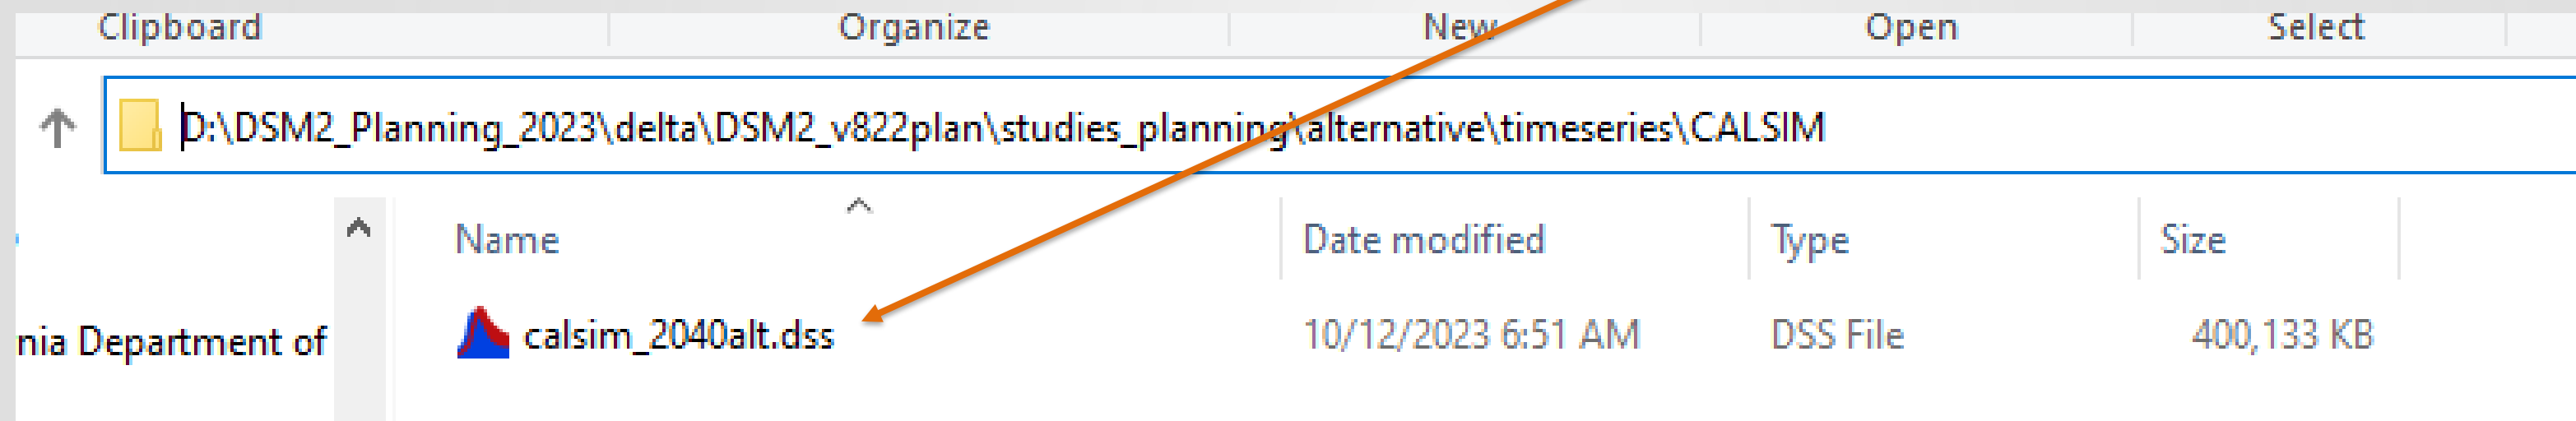 Clipboard Organize New Open Select
D:\DSM2_Planning_2023\delta\DSM2_v822plan\studies_planning\alternative\timeseries\CALSIM
Name Date modified Type Size
nia Department of calsim_2040alt.dss 10/12/2023 6:51 AM DSS File 400,133 KB